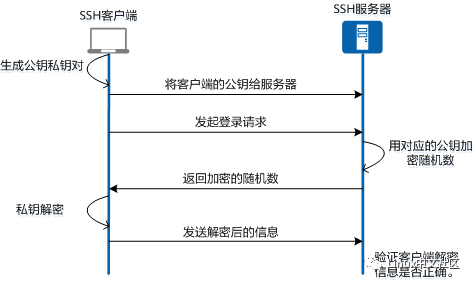 SSH客户端
SSH服务器
生成公钥私钥对
将客户端的公钥给服务器
发起登录请求
用对应的公钥加
密随机数
返回加密的随机数
私钥解密
发送解密后的信息
验证客户端解密
信息是否正确。